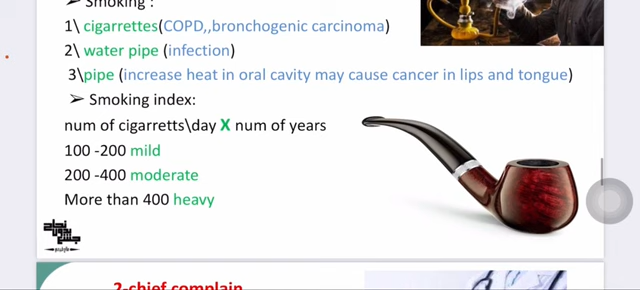 ➢ Smoking :
1\ cigarrettes(COPD,,bronchogenic carcinoma)
2\ water pipe (infection)
3\pipe (increase heat in oral cavity may cause cancer in lips and tongue)
➢ Smoking index:
num of cigarretts\day X num of years
100 -200 mild
200 -400 moderate
More than 400 heavy
2-chief complain